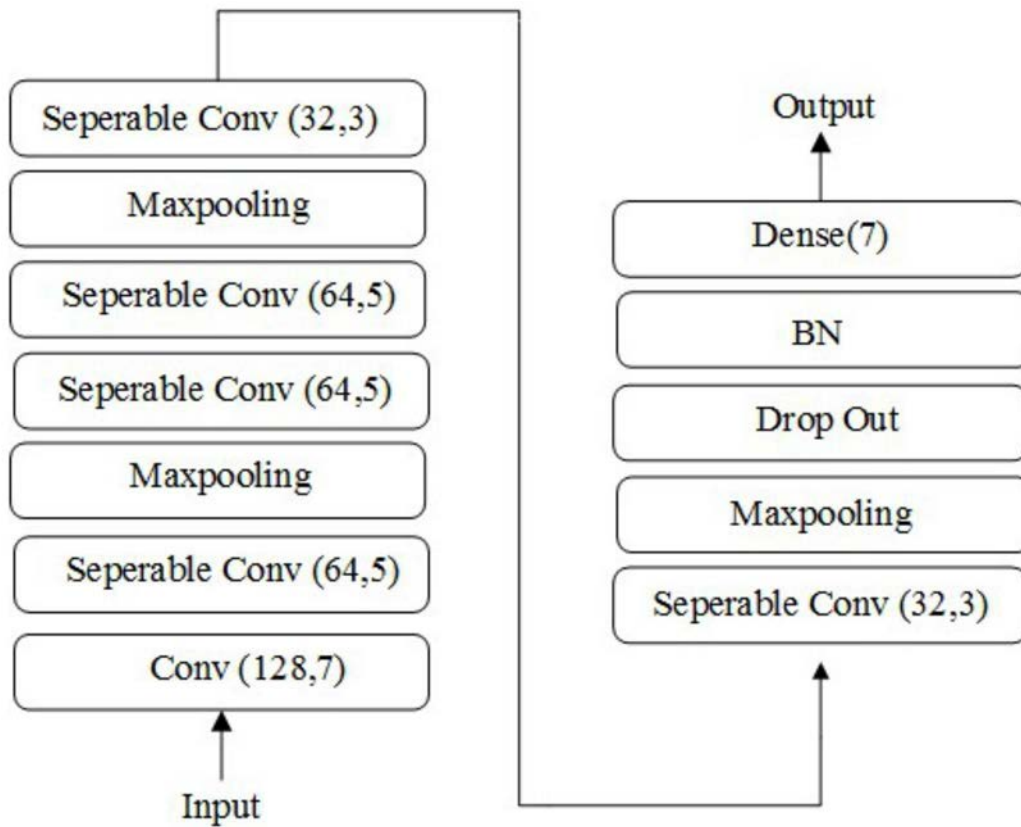 Seperable Conv (32,3)
Maxpooling
Seperable Conv (64,5)
Seperable Conv (64,5)
Maxpooling
Seperable Conv (64,5)
Conv (128,7)
Input
Output
Dense(7)
BN
Drop Out
Maxpooling
Seperable Conv (32,3)